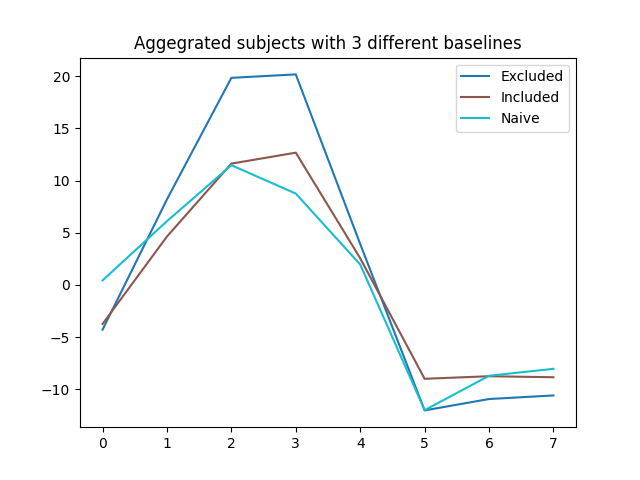 Aggegrated subjects with 3 different baselines
Excluded
Included
Naive
20
15
10
5
0
−5
−10
0 1 2 3 4 5 6 7